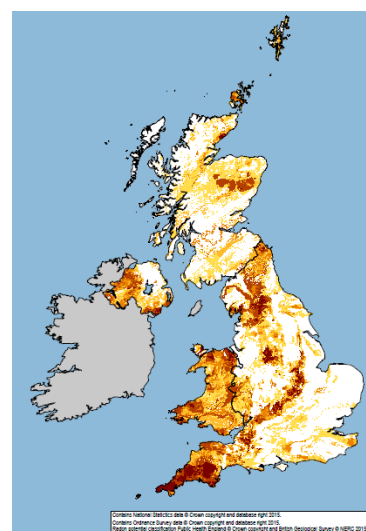 Contains National Statistics data © Crown copyright and database right 2015.
Contains Ordnance Survey data © Crown copyright and database right 2015.
Radon potential classification Public Heath England © Crown copyright and British Geological Survey © NERC 2015